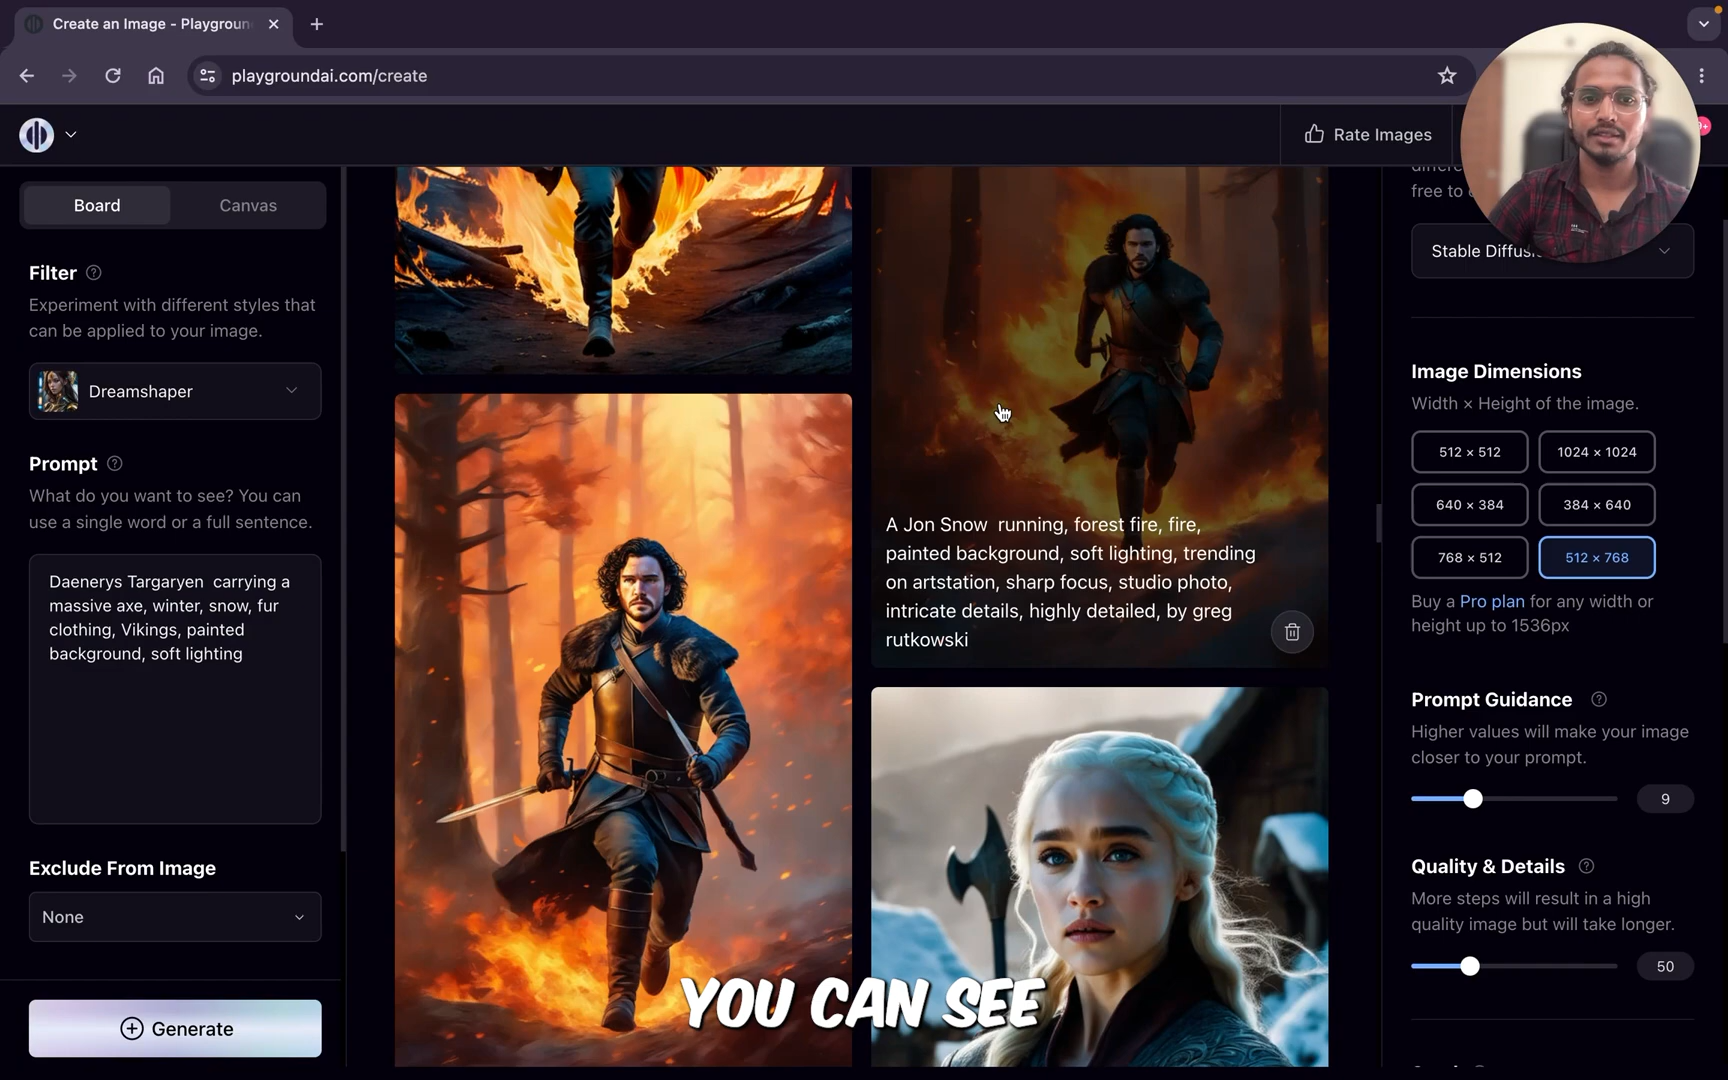 Create an Image - Playgroun
playgroundai.com/create
Rate Images
9+
Board
Canvas
Filter
Experiment with different styles that
can be applied to your image.
Dreamshaper
Prompt
What do you want to see? You can
use a single word or a full sentence.
Daenerys Targaryen carrying a
massive axe, winter, snow, fur
clothing, Vikings, painted
background, soft lighting
Exclude From Image
None
Generate
A Jon Snow running, forest fire, fire,
painted background, soft lighting, trending
on artstation, sharp focus, studio photo,
intricate details, highly detailed, by greg
rutkowski
YOU CAN SEE
free to
Stable Diffus
Image Dimensions
Width × Height of the image.
512 × 512
1024 × 1024
640 × 384
384 × 640
768 × 512
512 × 768
Buy a Pro plan for any width or
height up to 1536px
Prompt Guidance
Higher values will make your image
closer to your prompt.
9
Quality & Details
More steps will result in a high
quality image but will take longer.
50